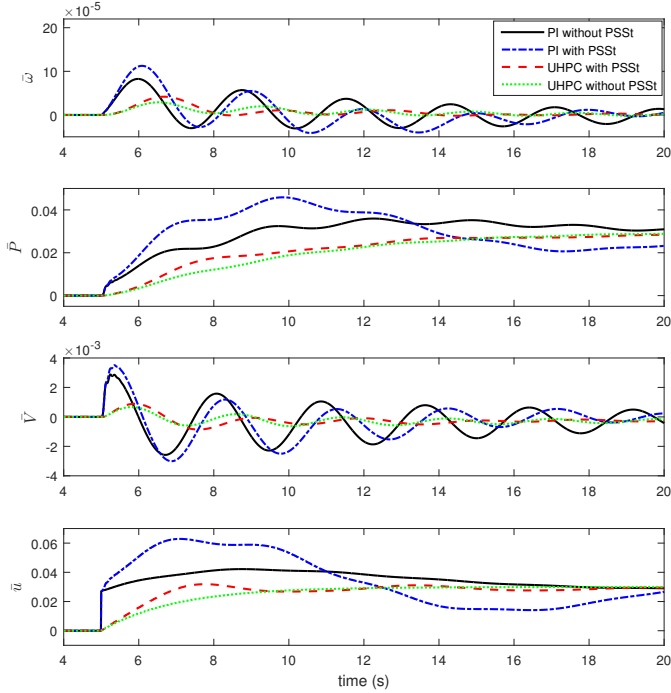 ×10⁻⁵
20
10
0
ω̄
PI without PSSt
PI with PSSt
UHPC with PSSt
UHPC without PSSt
4 6 8 10 12 14 16 18 20
0.04
0.02
0
P̄
4 6 8 10 12 14 16 18 20
×10⁻³
4
2
0
-2
-4
V̄
4 6 8 10 12 14 16 18 20
0.06
0.04
0.02
0
ū
4 6 8 10 12 14 16 18 20
time (s)